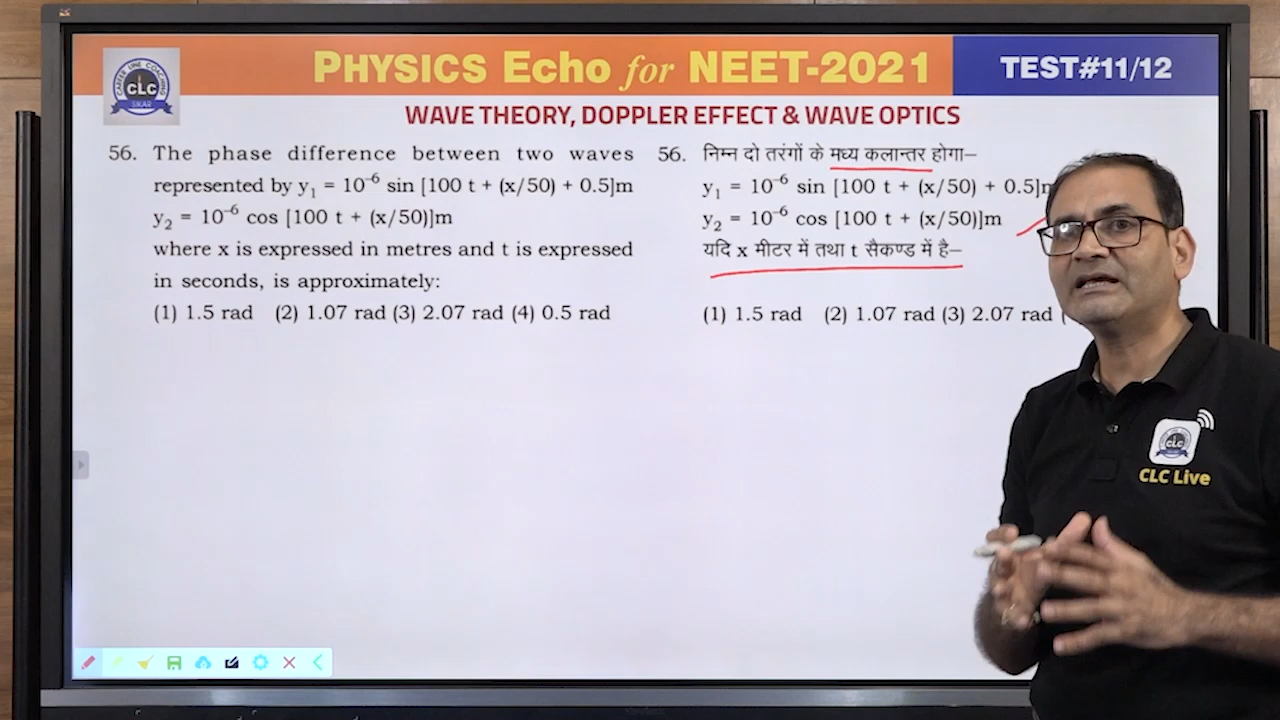 PHYSICS Echo for NEET-2021
TEST#11/12
CAREER LINE COACHING
CLC
SIKAR
WAVE THEORY, DOPPLER EFFECT & WAVE OPTICS
56. The phase difference between two waves
represented by y₁ = 10⁻⁶ sin [100 t + (x/50) + 0.5]m
y₂ = 10⁻⁶ cos [100 t + (x/50)]m
where x is expressed in metres and t is expressed
in seconds, is approximately:
(1) 1.5 rad (2) 1.07 rad (3) 2.07 rad (4) 0.5 rad
56. निम्न दो तरंगों के मध्य कलान्तर होगा–
y₁ = 10⁻⁶ sin [100 t + (x/50) + 0.5]m
y₂ = 10⁻⁶ cos [100 t + (x/50)]m
यदि x मीटर में तथा t सैकण्ड में है–
(1) 1.5 rad (2) 1.07 rad (3) 2.07 rad (
CLC
CLC Live